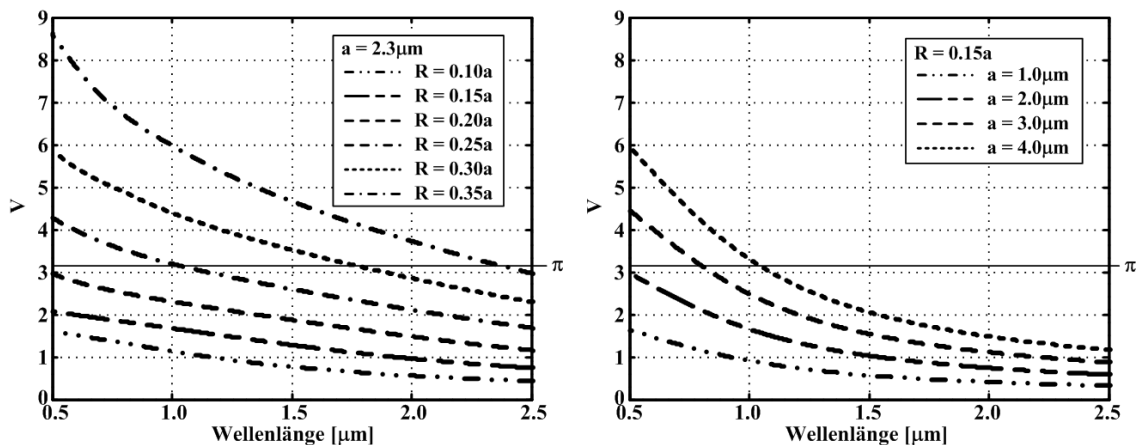 9
8
7
6
5
4
3
2
1
0
V
0.5 1.0 1.5 2.0 2.5
Wellenlänge [µm]
π
a = 2.3µm
R = 0.10a
R = 0.15a
R = 0.20a
R = 0.25a
R = 0.30a
R = 0.35a
9
8
7
6
5
4
3
2
1
0
V
0.5 1.0 1.5 2.0 2.5
Wellenlänge [µm]
π
R = 0.15a
a = 1.0µm
a = 2.0µm
a = 3.0µm
a = 4.0µm